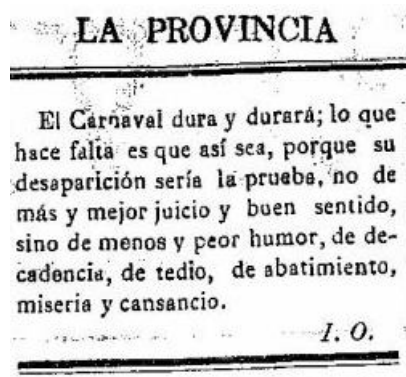 LA PROVINCIA
El Carnaval dura y durará; lo que
hace falta es que así sea, porque su
desaparición sería la prueba, no de
más y mejor juicio y buen sentido,
sino de menos y peor humor, de de-
cadencia, de tedio, de abatimiento,
miseria y cansancio.
I. O.